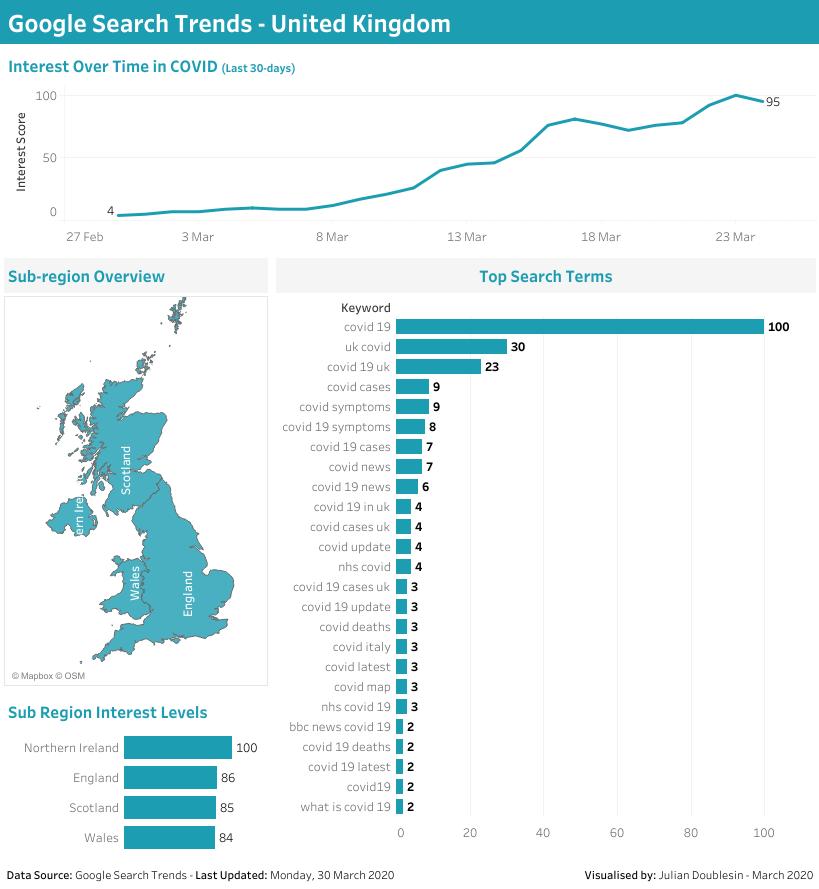 Google Search Trends - United Kingdom
Interest Over Time in COVID (Last 30-days)
Interest Score
100
50
0
4
95
27 Feb 3 Mar 8 Mar 13 Mar 18 Mar 23 Mar
Sub-region Overview
Scotland
ern Irel
Wales
England
© Mapbox © OSM
Sub Region Interest Levels
Northern Ireland 100
England 86
Scotland 85
Wales 84
Top Search Terms
Keyword
covid 19 100
uk covid 30
covid 19 uk 23
covid cases 9
covid symptoms 9
covid 19 symptoms 8
covid 19 cases 7
covid news 7
covid 19 news 6
covid 19 in uk 4
covid cases uk 4
covid update 4
nhs covid 4
covid 19 cases uk 3
covid 19 update 3
covid deaths 3
covid italy 3
covid latest 3
covid map 3
nhs covid 19 3
bbc news covid 19 2
covid 19 deaths 2
covid 19 latest 2
covid19 2
what is covid 19 2
0 20 40 60 80 100
Data Source: Google Search Trends - Last Updated: Monday, 30 March 2020
Visualised by: Julian Doublesin - March 2020